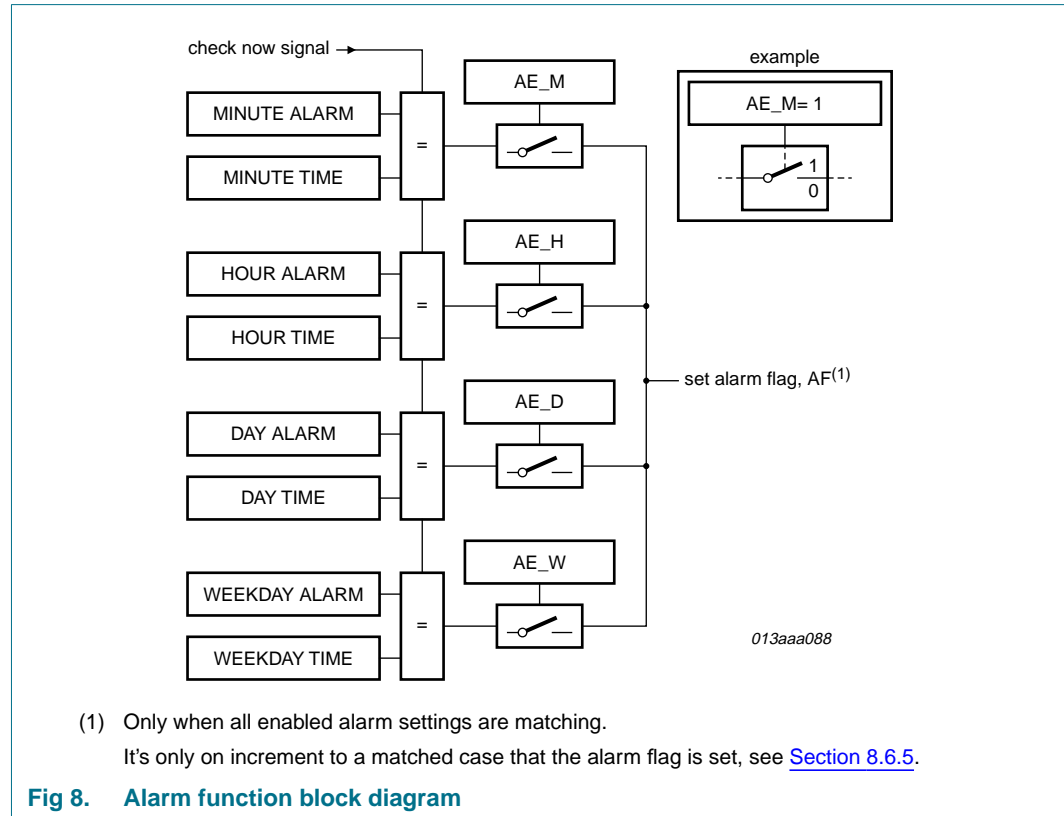 check now signal
example
AE_M
AE_M= 1
MINUTE ALARM
=
MINUTE TIME
1
0
AE_H
HOUR ALARM
=
HOUR TIME
set alarm flag, AF(1)
AE_D
DAY ALARM
=
DAY TIME
AE_W
WEEKDAY ALARM
=
WEEKDAY TIME
013aaa088
(1) Only when all enabled alarm settings are matching.
It's only on increment to a matched case that the alarm flag is set, see Section 8.6.5.
Fig 8. Alarm function block diagram